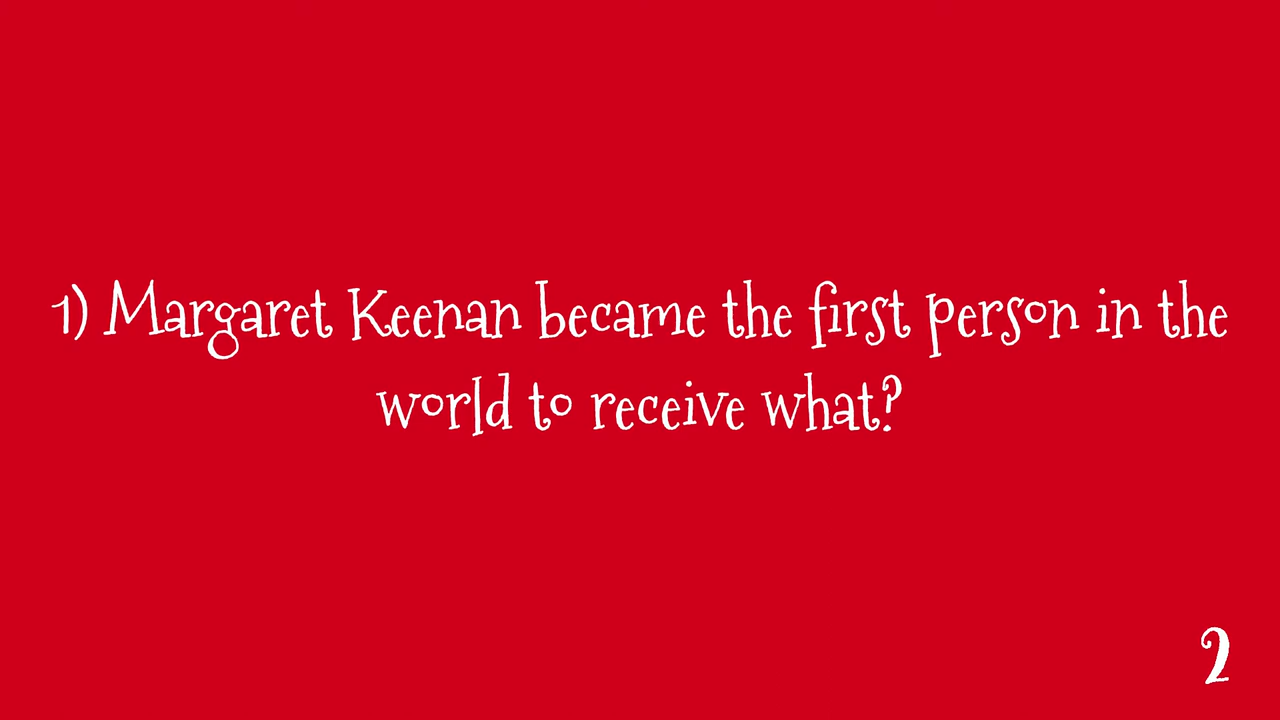 1) Margaret Keenan became the first person in the
world to receive what?
2